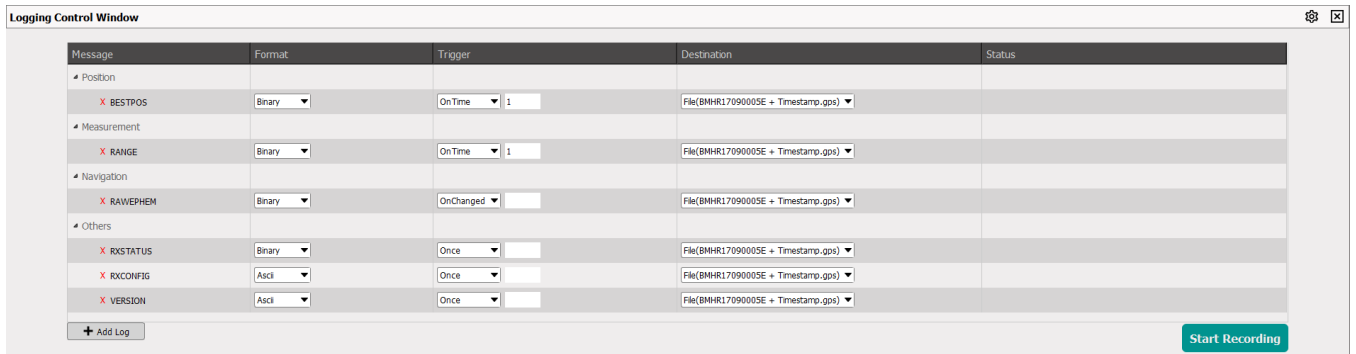 Logging Control Window
Message Format Trigger Destination Status
Position
X BESTPOS Binary OnTime 1 File(BMHR17090005E + Timestamp.gps)
Measurement
X RANGE Binary OnTime 1 File(BMHR17090005E + Timestamp.gps)
Navigation
X RAWEPHEM Binary OnChanged File(BMHR17090005E + Timestamp.gps)
Others
X RXSTATUS Binary Once File(BMHR17090005E + Timestamp.gps)
X RXCONFIG Ascii Once File(BMHR17090005E + Timestamp.gps)
X VERSION Ascii Once File(BMHR17090005E + Timestamp.gps)
+ Add Log
Start Recording